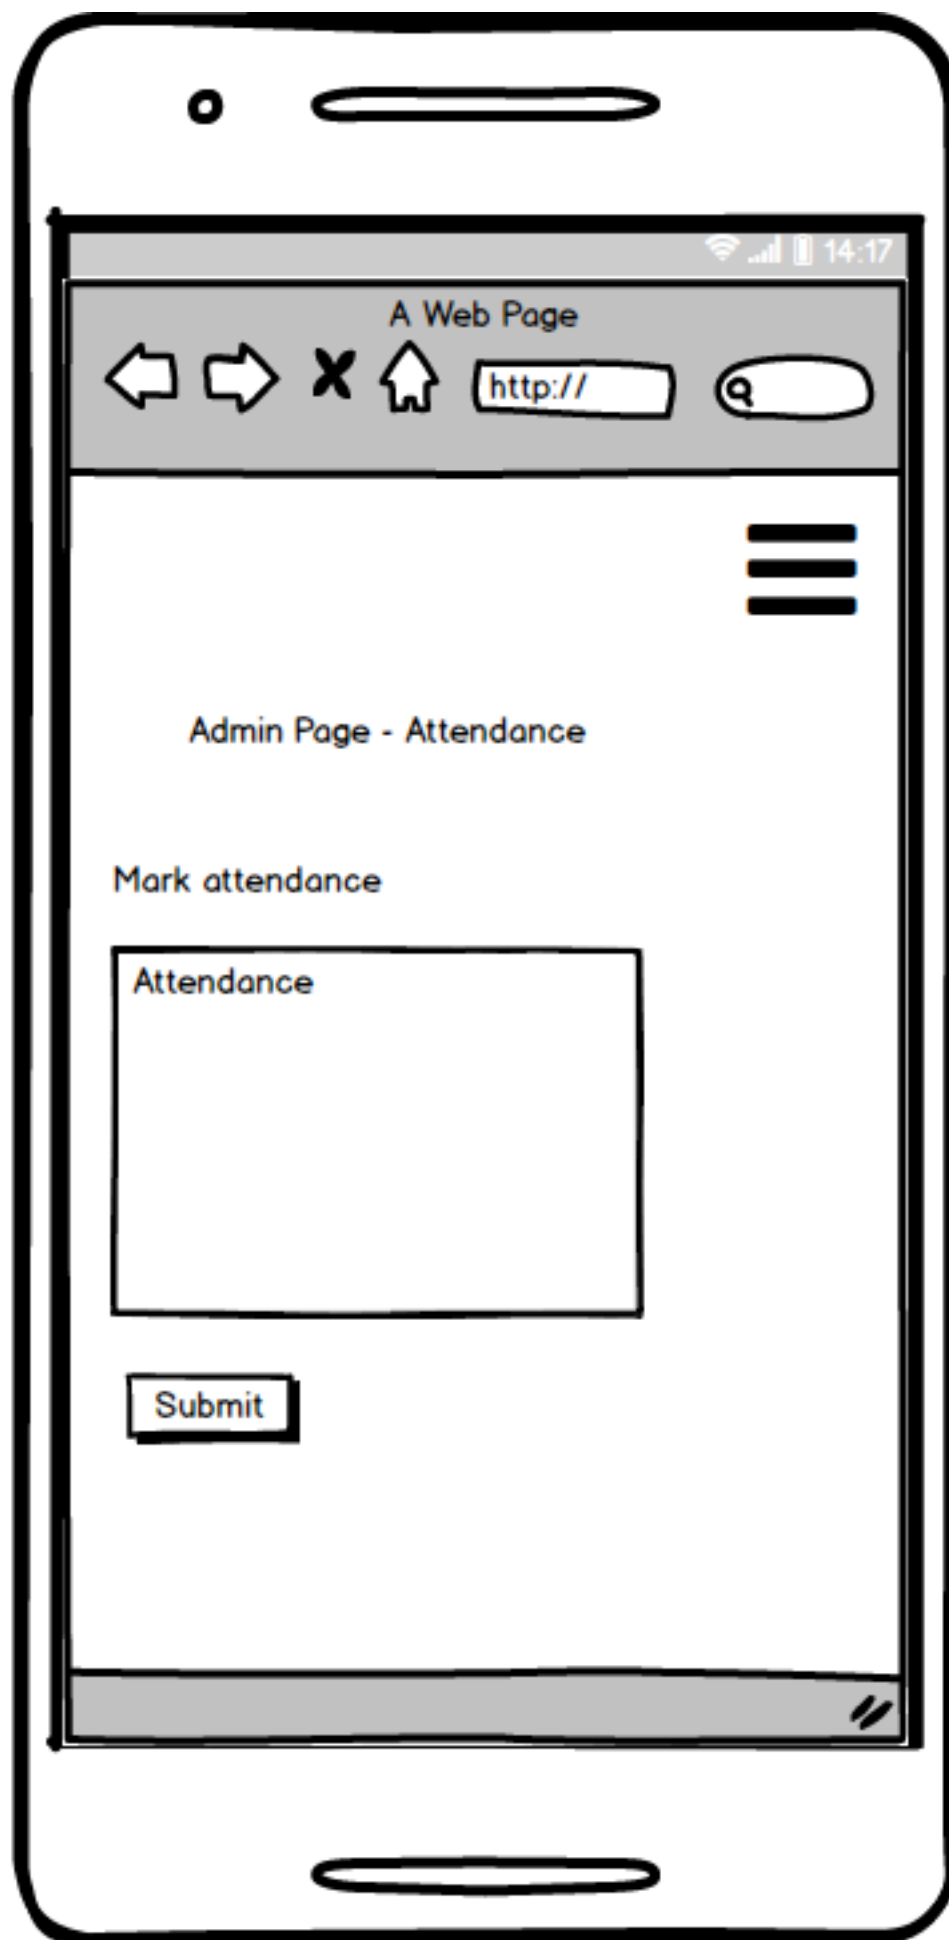 14:17
A Web Page
http://
Admin Page - Attendance
Mark attendance
Attendance
Submit